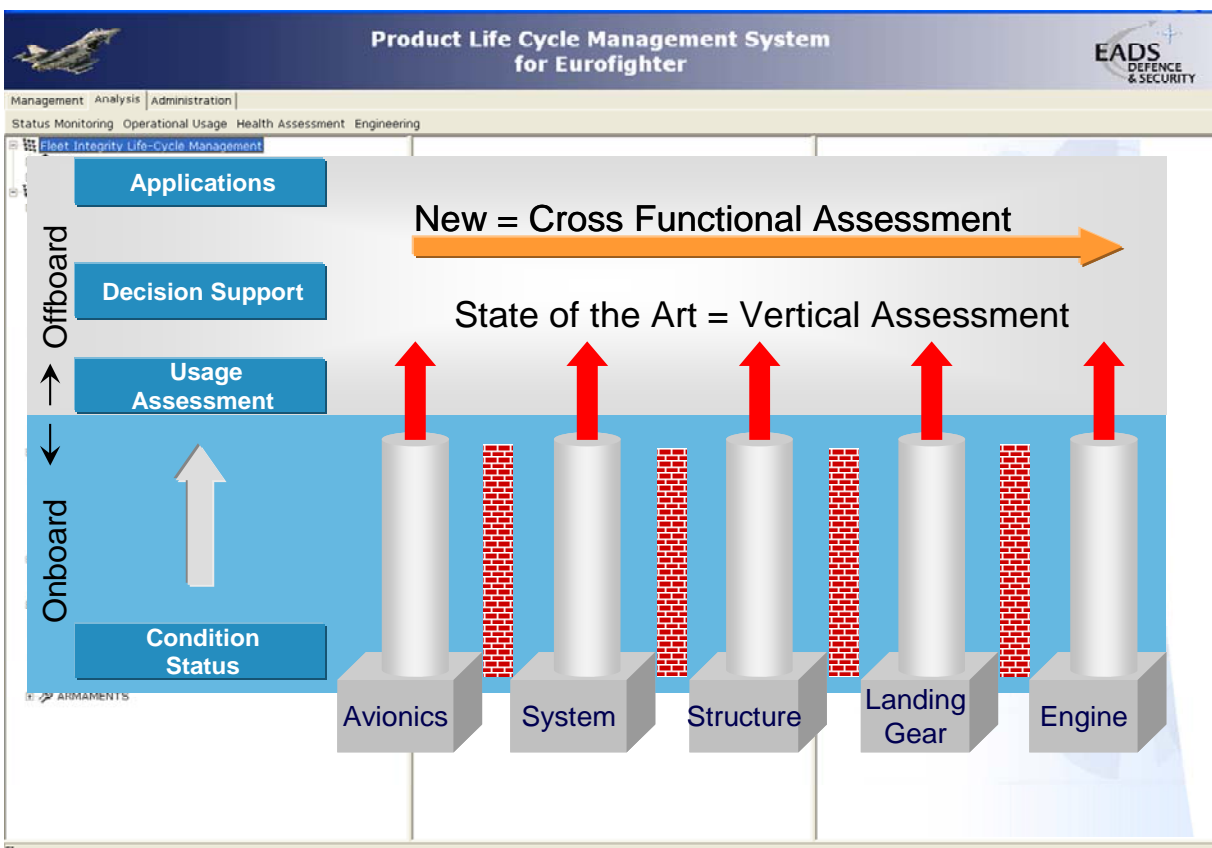 Product Life Cycle Management System
for Eurofighter
EADS
DEFENCE
& SECURITY
Management Analysis Administration
Status Monitoring Operational Usage Health Assessment Engineering
Fleet Integrity Life-Cycle Management
Applications
New = Cross Functional Assessment
Offboard
Decision Support
State of the Art = Vertical Assessment
Usage
Assessment
Onboard
Condition
Status
ARMAMENTS
Avionics
System
Structure
Landing
Gear
Engine